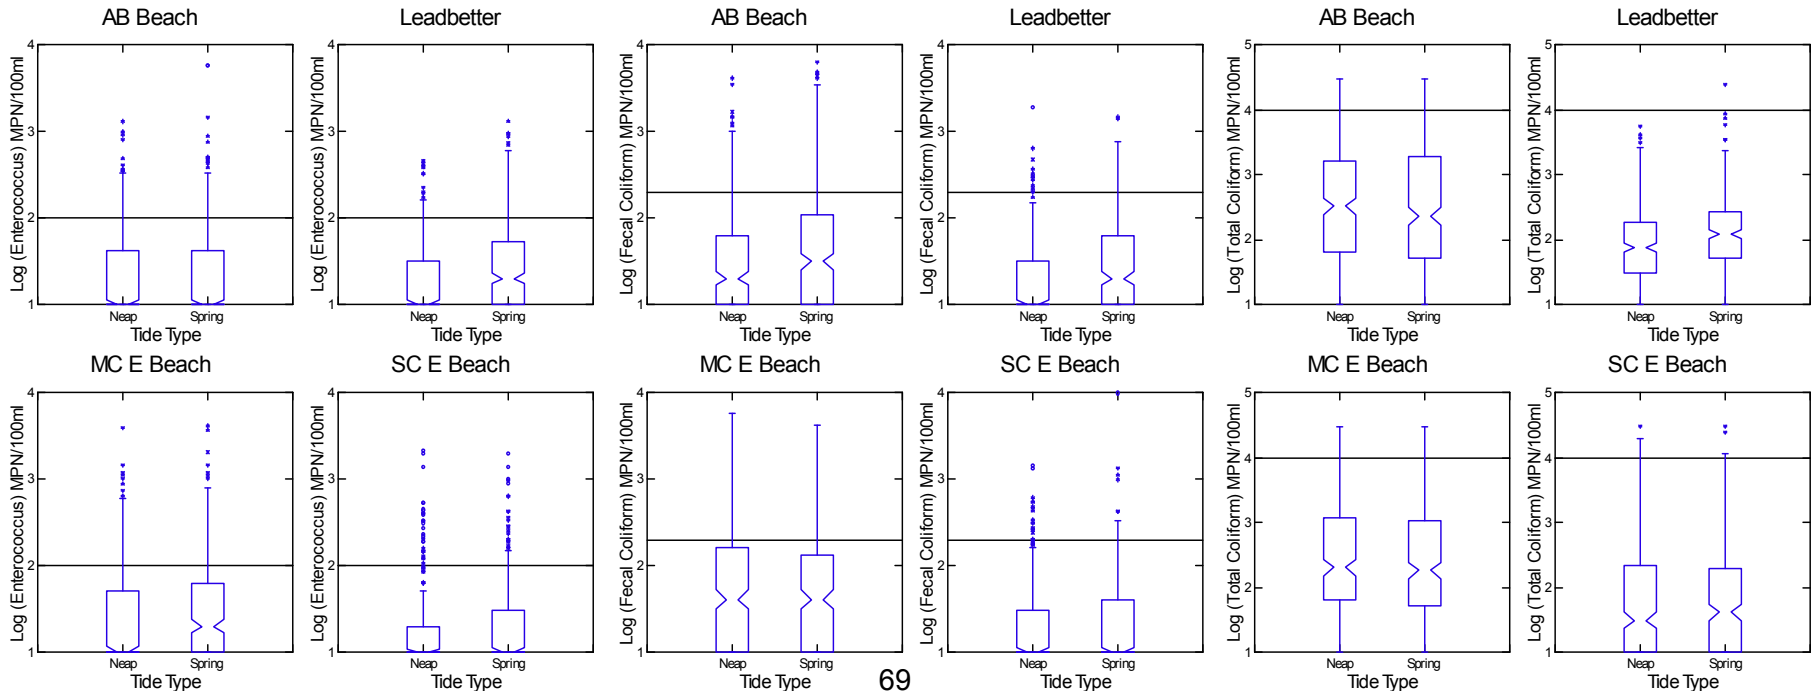 AB Beach
Log (Enterococcus) MPN/100ml
4
3
2
1
Neap Spring
Tide Type
Leadbetter
Log (Enterococcus) MPN/100ml
4
3
2
1
Neap Spring
Tide Type
AB Beach
Log (Fecal Coliform) MPN/100ml
4
3
2
1
Neap Spring
Tide Type
Leadbetter
Log (Fecal Coliform) MPN/100ml
4
3
2
1
Neap Spring
Tide Type
AB Beach
Log (Total Coliform) MPN/100ml
5
4
3
2
1
Neap Spring
Tide Type
Leadbetter
Log (Total Coliform) MPN/100ml
5
4
3
2
1
Neap Spring
Tide Type
MC E Beach
Log (Enterococcus) MPN/100ml
4
3
2
1
Neap Spring
Tide Type
SC E Beach
Log (Enterococcus) MPN/100ml
4
3
2
1
Neap Spring
Tide Type
MC E Beach
Log (Fecal Coliform) MPN/100ml
4
3
2
1
Neap Spring
Tide Type
SC E Beach
Log (Fecal Coliform) MPN/100ml
4
3
2
1
Neap Spring
Tide Type
MC E Beach
Log (Total Coliform) MPN/100ml
5
4
3
2
1
Neap Spring
Tide Type
SC E Beach
Log (Total Coliform) MPN/100ml
5
4
3
2
1
Neap Spring
Tide Type
69